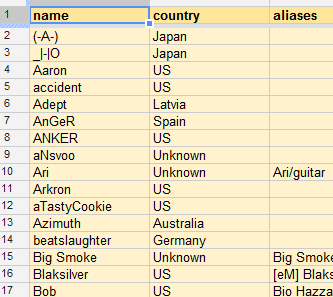 1 name country aliases
2 (-A-) Japan
3 _|-|O Japan
4 Aaron US
5 accident US
6 Adept Latvia
7 AnGeR Spain
8 ANKER US
9 aNsvoo Unknown
10 Ari Unknown Ari/guitar
11 Arkron US
12 aTastyCookie US
13 Azimuth Australia
14 beatslaughter Germany
15 Big Smoke Unknown Big Smoke
16 Blaksilver US [eM] Blaks
17 Bob US Bio Hazza